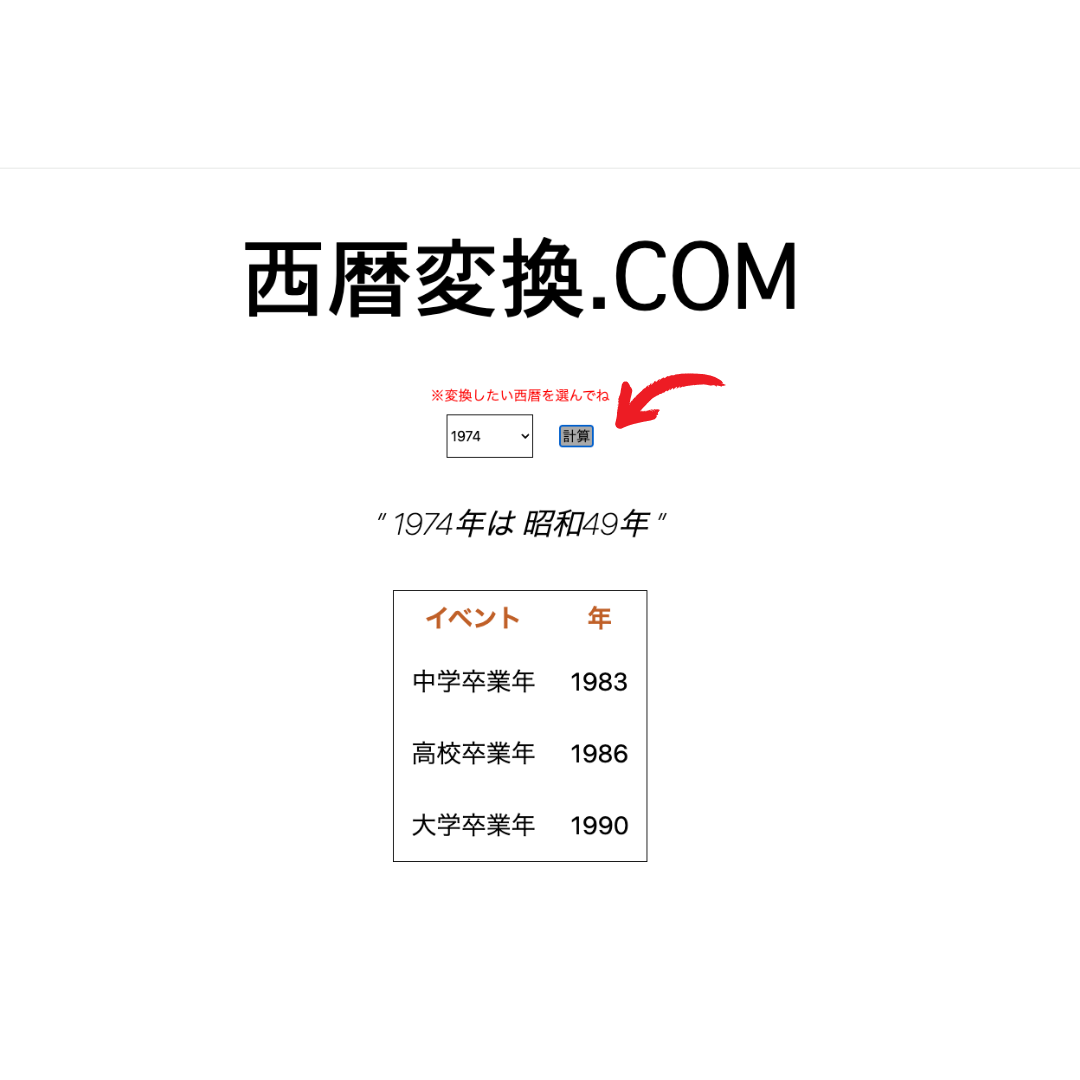 西暦変換.COM
※変換したい西暦を選んでね
1974 計算
" 1974年は 昭和49年 "
イベント 年
中学卒業年 1983
高校卒業年 1986
大学卒業年 1990